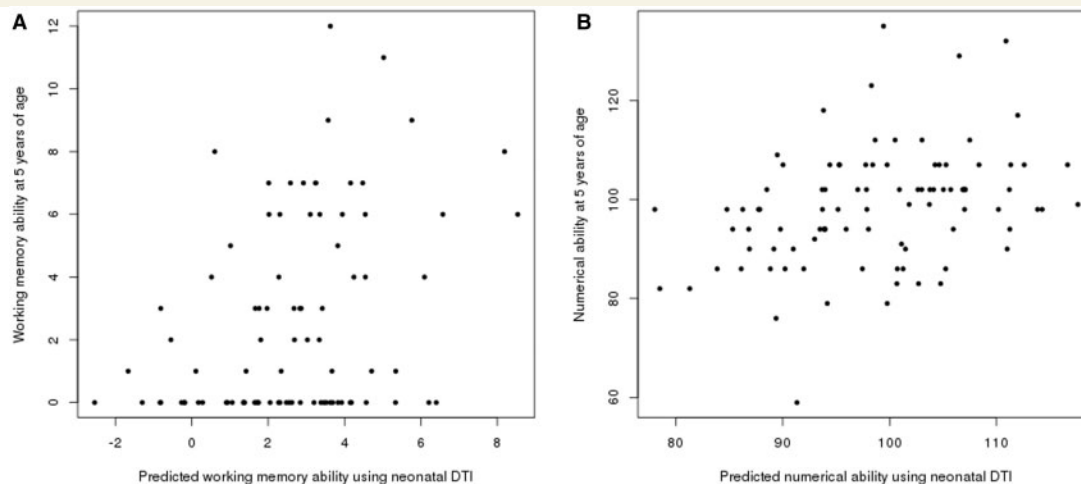 A
B
12
10
8
6
4
2
0
Working memory ability at 5 years of age
-2 0 2 4 6 8
Predicted working memory ability using neonatal DTI
120
100
80
60
Numerical ability at 5 years of age
80 90 100 110
Predicted numerical ability using neonatal DTI